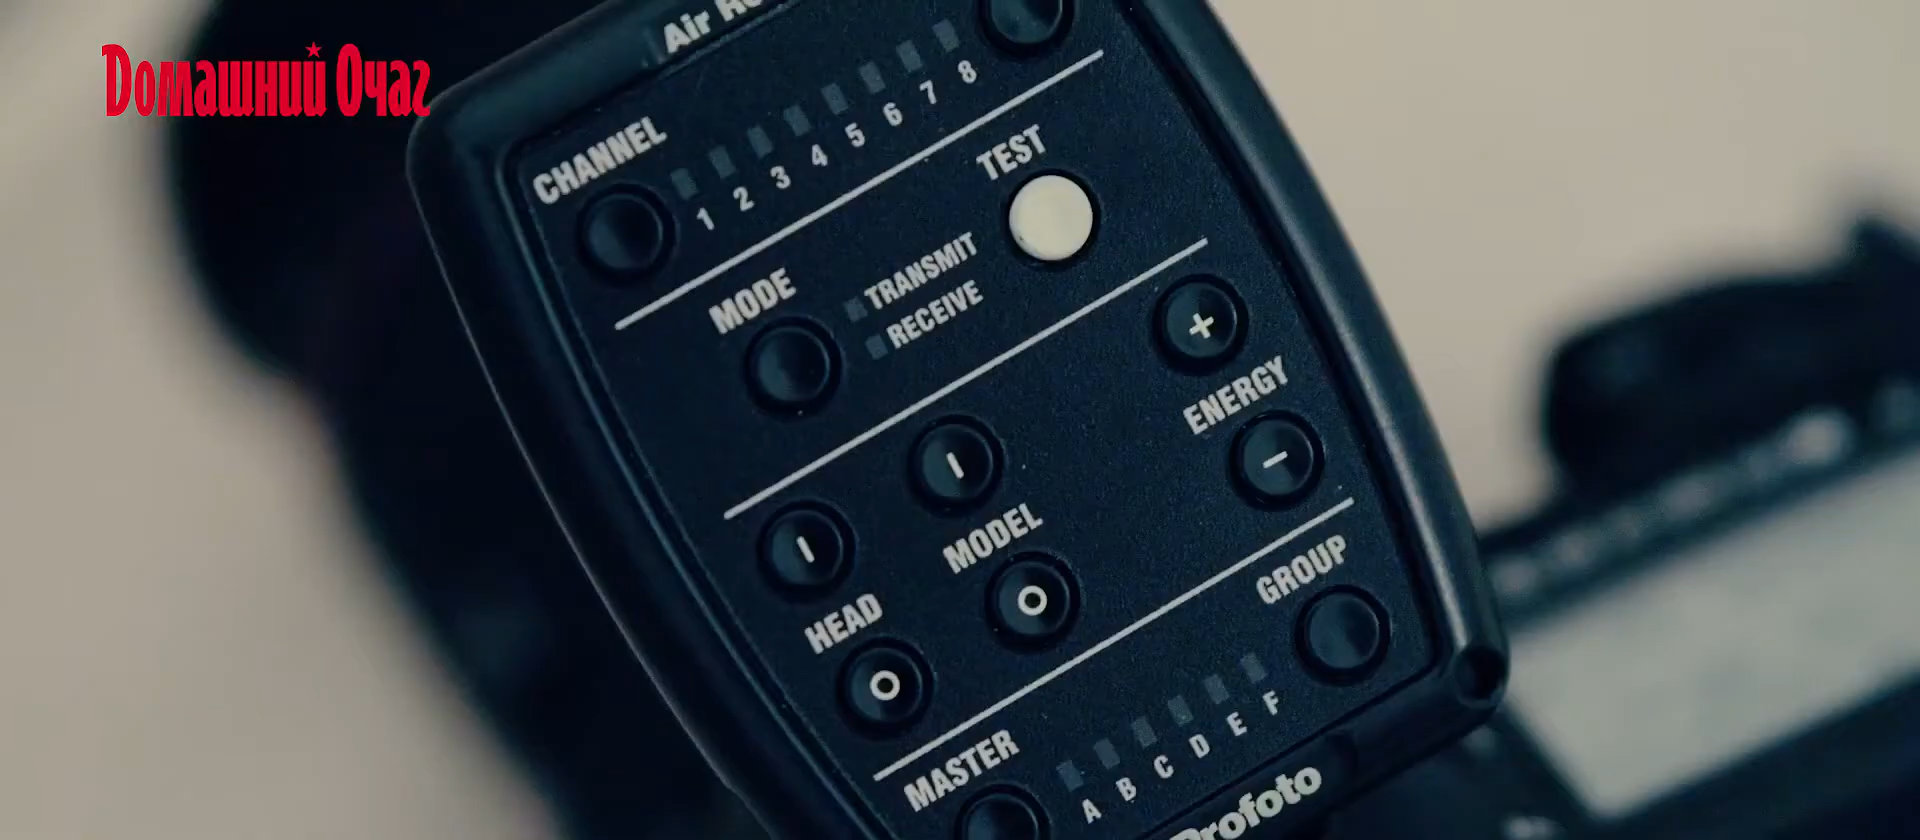 Домашний Очаг
Air
CHANNEL
1 2 3 4 5 6 7 8
TEST
MODE
TRANSMIT
RECEIVE
+
ENERGY
-
I
I
MODEL
HEAD
O
O
GROUP
MASTER
A B C D E F
Profoto